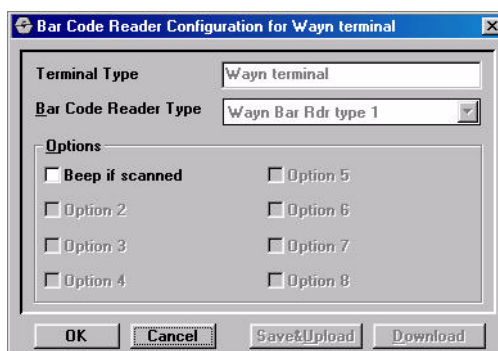 Bar Code Reader Configuration for Wayn terminal
Terminal Type Wayn terminal
Bar Code Reader Type Wayn Bar Rdr type 1
Options
Beep if scanned Option 5
Option 2 Option 6
Option 3 Option 7
Option 4 Option 8
OK Cancel Save&Upload Download